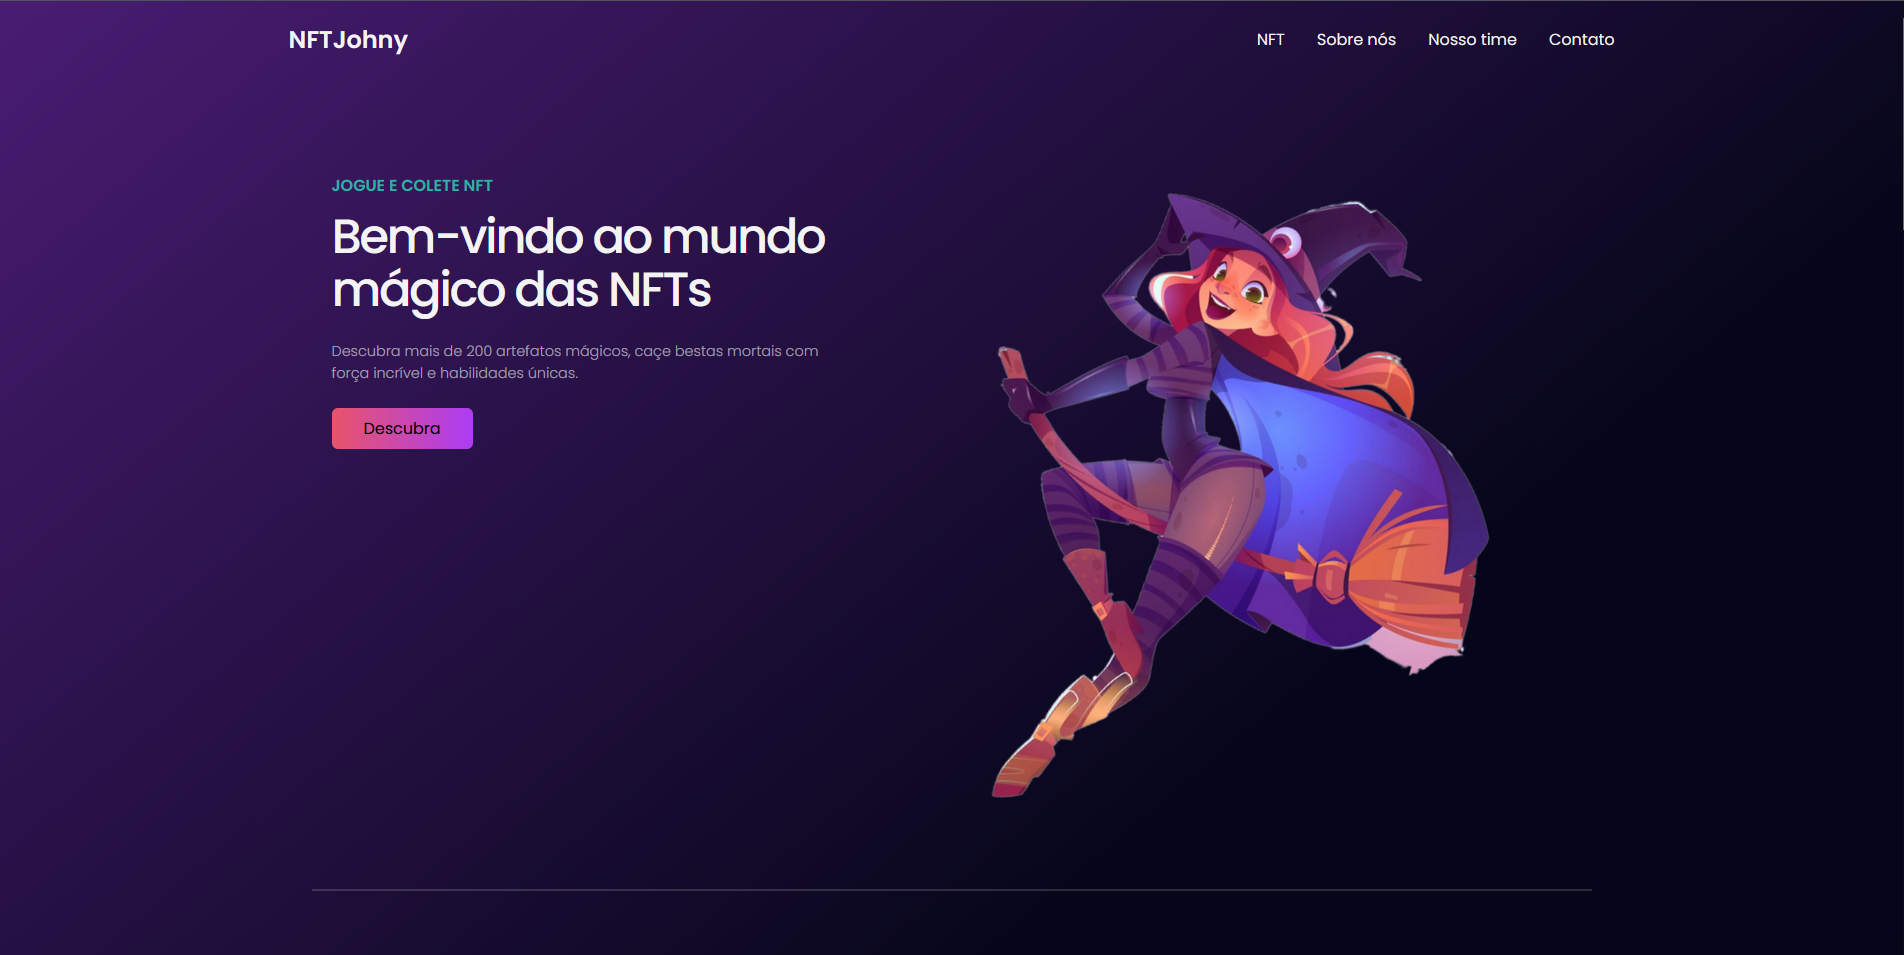 NFTJohny
NFT
Sobre nós
Nosso time
Contato
JOGUE E COLETE NFT
Bem-vindo ao mundo
mágico das NFTs
Descubra mais de 200 artefatos mágicos, caçe bestas mortais com
força incrível e habilidades únicas.
Descubra